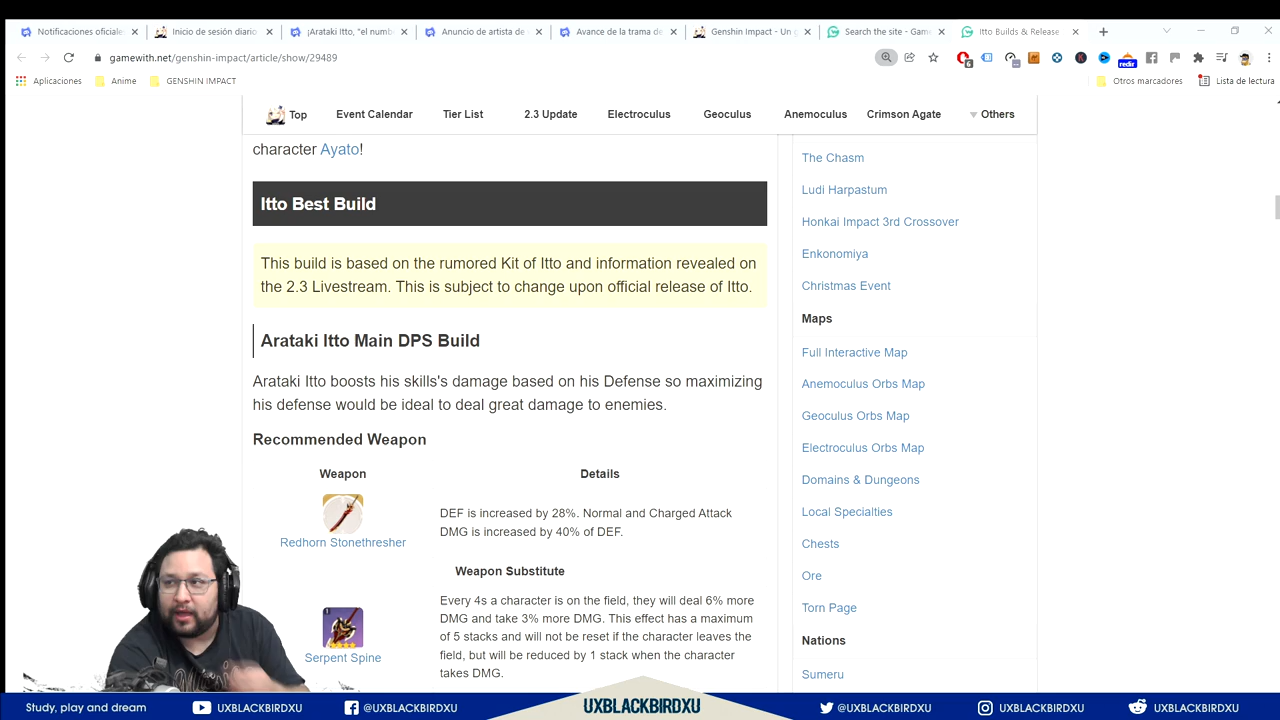 Notificaciones oficiale
Inicio de sesión diario
¡Arataki Itto, "el numb
Anuncio de artista de
Avance de la trama de
Genshin Impact - Un g
Search the site - Game
Itto Builds & Release
gamewith.net/genshin-impact/article/show/29489
6
redir
Aplicaciones
Anime
GENSHIN IMPACT
Otros marcadores
Lista de lectura
Top
Event Calendar
Tier List
2.3 Update
Electroculus
Geoculus
Anemoculus
Crimson Agate
Others
character Ayato!
Itto Best Build
This build is based on the rumored Kit of Itto and information revealed on
the 2.3 Livestream. This is subject to change upon official release of Itto.
Arataki Itto Main DPS Build
Arataki Itto boosts his skills's damage based on his Defense so maximizing
his defense would be ideal to deal great damage to enemies.
Recommended Weapon
Weapon
Details
Redhorn Stonethresher
DEF is increased by 28%. Normal and Charged Attack
DMG is increased by 40% of DEF.
Weapon Substitute
Serpent Spine
Every 4s a character is on the field, they will deal 6% more
DMG and take 3% more DMG. This effect has a maximum
of 5 stacks and will not be reset if the character leaves the
field, but will be reduced by 1 stack when the character
takes DMG.
The Chasm
Ludi Harpastum
Honkai Impact 3rd Crossover
Enkonomiya
Christmas Event
Maps
Full Interactive Map
Anemoculus Orbs Map
Geoculus Orbs Map
Electroculus Orbs Map
Domains & Dungeons
Local Specialties
Chests
Ore
Torn Page
Nations
Sumeru
Study, play and dream
UXBLACKBIRDXU
@UXBLACKBIRDXU
UXBLACKBIRDXU
@UXBLACKBIRDXU
UXBLACKBIRDXU
UXBLACKBIRDXU